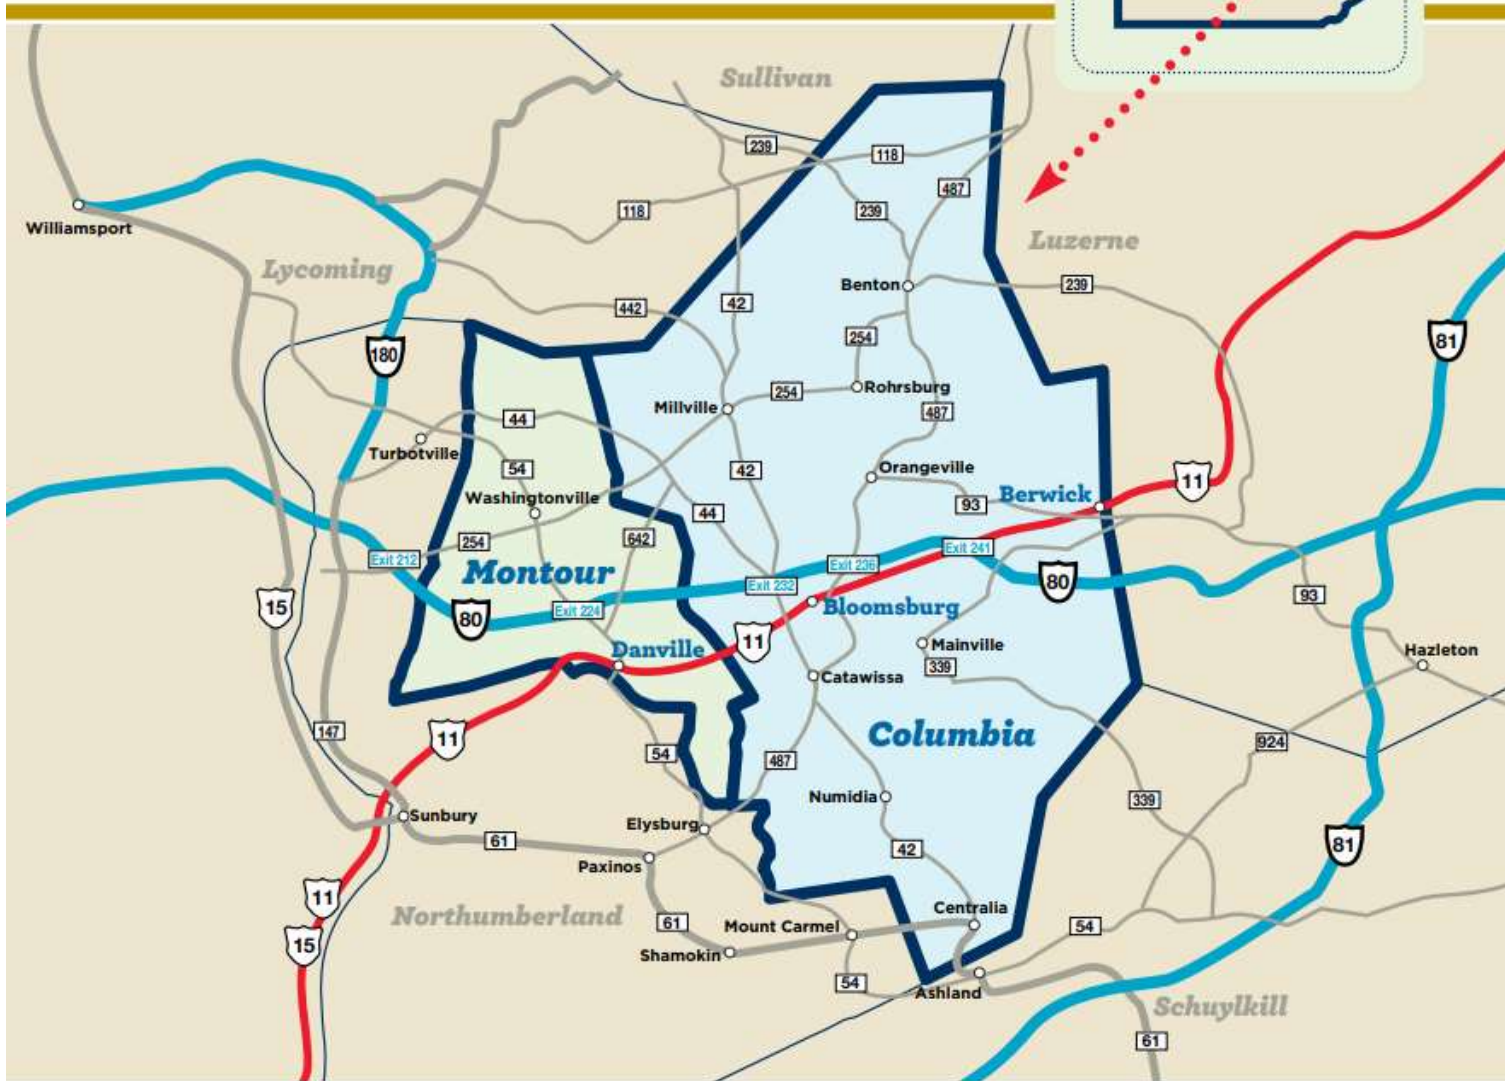 Sullivan
239
118
487
118
239
Williamsport
Luzerne
Lycoming
Benton
239
442
42
254
180
81
Rohrsburg
254
Millville
487
44
Turbotville
54
42
Orangeville
11
Washingtonville
Berwick
93
44
254
642
Exit 212
Exit 241
Exit 236
Montour
80
Exit 232
80
93
15
Exit 224
80
Bloomsburg
11
Danville
Mainville
Hazleton
339
Catawissa
147
11
Columbia
924
54
487
Numidia
339
Sunbury
Elysburg
61
81
42
Paxinos
11
Northumberland
Centralia
61
Mount Carmel
54
15
Shamokin
54
Ashland
Schuylkill
61